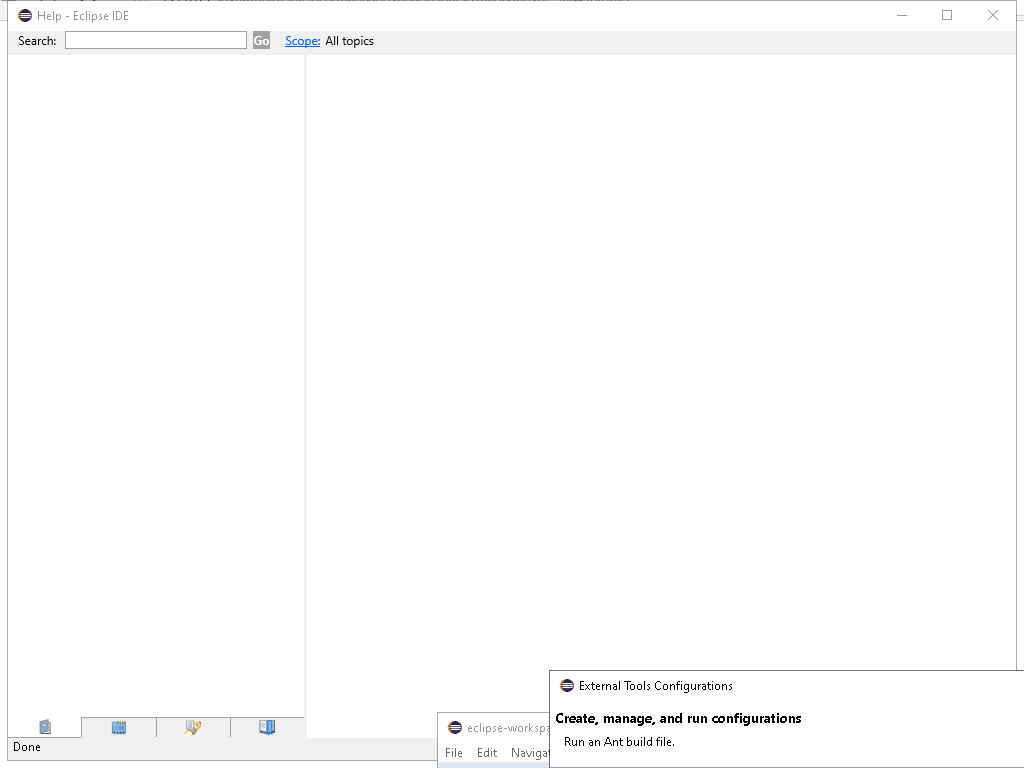 Help - Eclipse IDE
Search:
Go
Scope: All topics
Done
eclipse-workspa
File Edit Navigat
External Tools Configurations
Create, manage, and run configurations
Run an Ant build file.